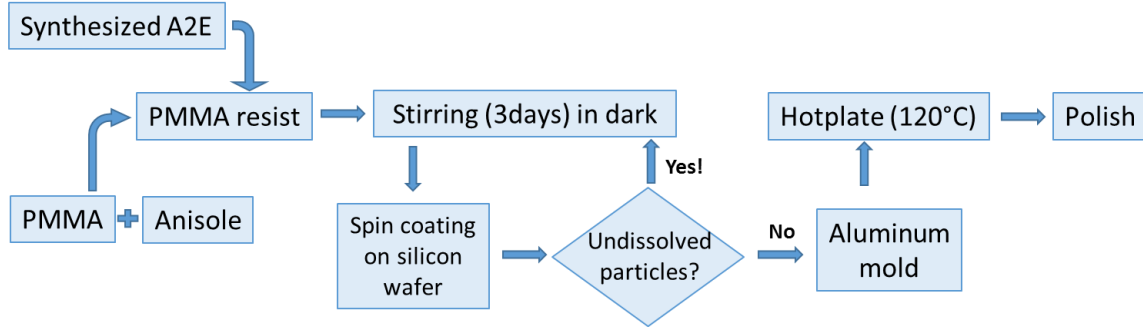 Synthesized A2E
PMMA resist
Stirring (3days) in dark
Hotplate (120°C)
Polish
Yes!
PMMA
Anisole
Spin coating
on silicon
wafer
Undissolved
particles?
No
Aluminum
mold